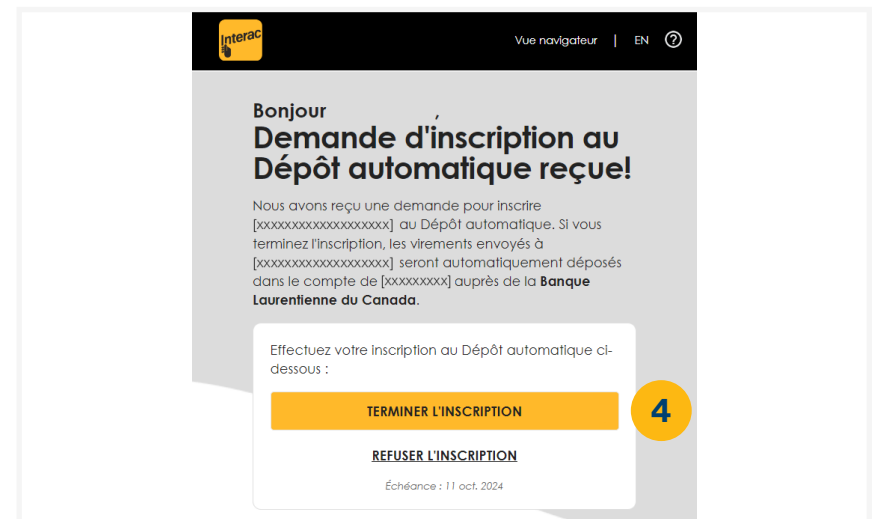 Interac
Vue navigateur | EN ?
Bonjour ,
Demande d'inscription au
Dépôt automatique reçue!
Nous avons reçu une demande pour inscrire
[xxxxxxxxxxxxxxxxxxx] au Dépôt automatique. Si vous
terminez l'inscription, les virements envoyés à
[xxxxxxxxxxxxxxxxxxx] seront automatiquement déposés
dans le compte de [xxxxxxxxx] auprès de la Banque
Laurentienne du Canada.
Effectuez votre inscription au Dépôt automatique ci-
dessous :
TERMINER L'INSCRIPTION
4
REFUSER L'INSCRIPTION
Échéance : 11 oct. 2024